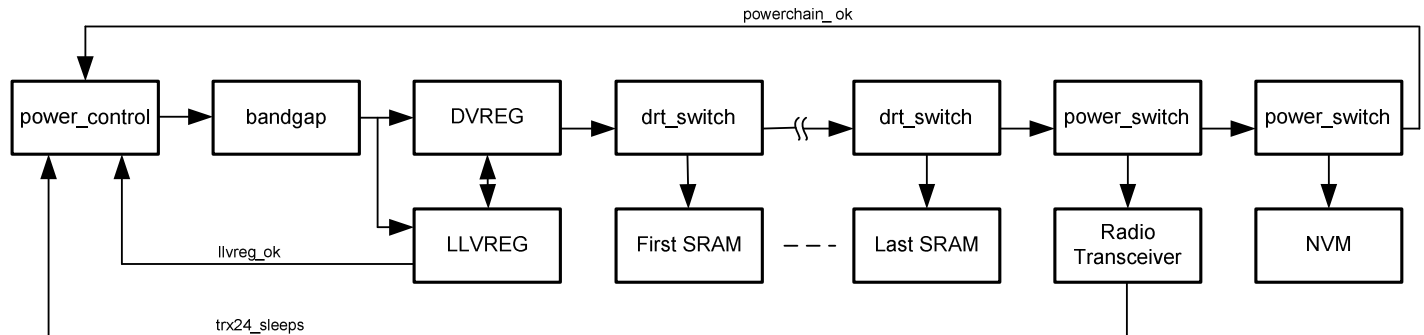 powerchain_ ok
power_control
bandgap
DVREG
drt_switch
drt_switch
power_switch
power_switch
LLVREG
First SRAM
Last SRAM
Radio
Transceiver
NVM
llvreg_ok
trx24_sleeps